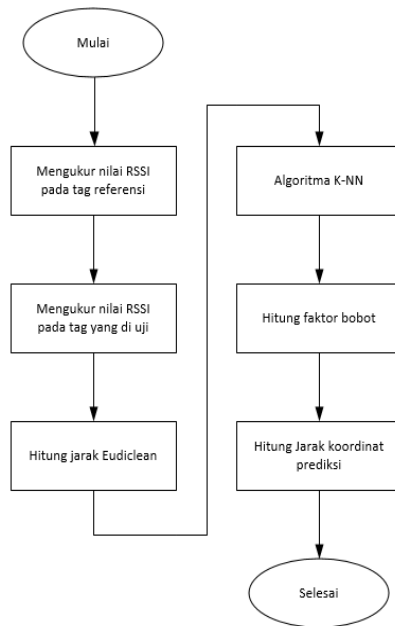 Mulai
Mengukur nilai RSSI
pada tag referensi
Mengukur nilai RSSI
pada tag yang di uji
Hitung jarak Eudiclean
Algoritma K-NN
Hitung faktor bobot
Hitung Jarak koordinat
prediksi
Selesai